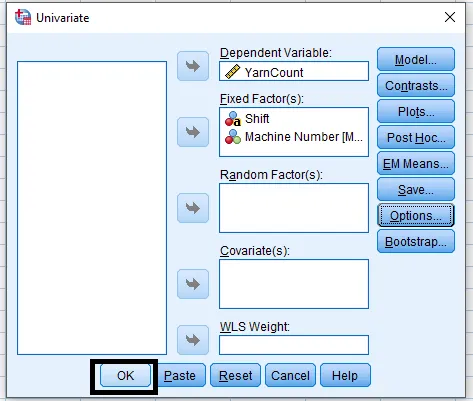 Univariate
Dependent Variable:
YarnCount
Fixed Factor(s):
Shift
Machine Number [M...
Random Factor(s):
Covariate(s):
WLS Weight:
Model...
Contrasts...
Plots...
Post Hoc...
EM Means...
Save...
Options...
Bootstrap...
OK Paste Reset Cancel Help